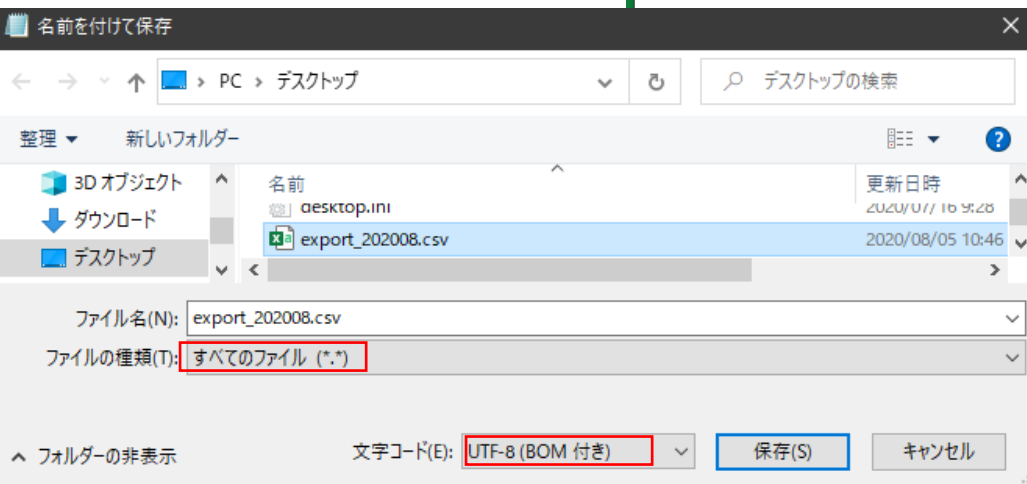 名前を付けて保存
PC › デスクトップ
デスクトップの検索
整理 ▼ 新しいフォルダー
3D オブジェクト
ダウンロード
デスクトップ
名前 更新日時
desktop.ini 2020/07/16 9:28
export_202008.csv 2020/08/05 10:46
ファイル名(N): export_202008.csv
ファイルの種類(T): すべてのファイル (*.*)
フォルダーの非表示 文字コード(E): UTF-8 (BOM 付き) 保存(S) キャンセル